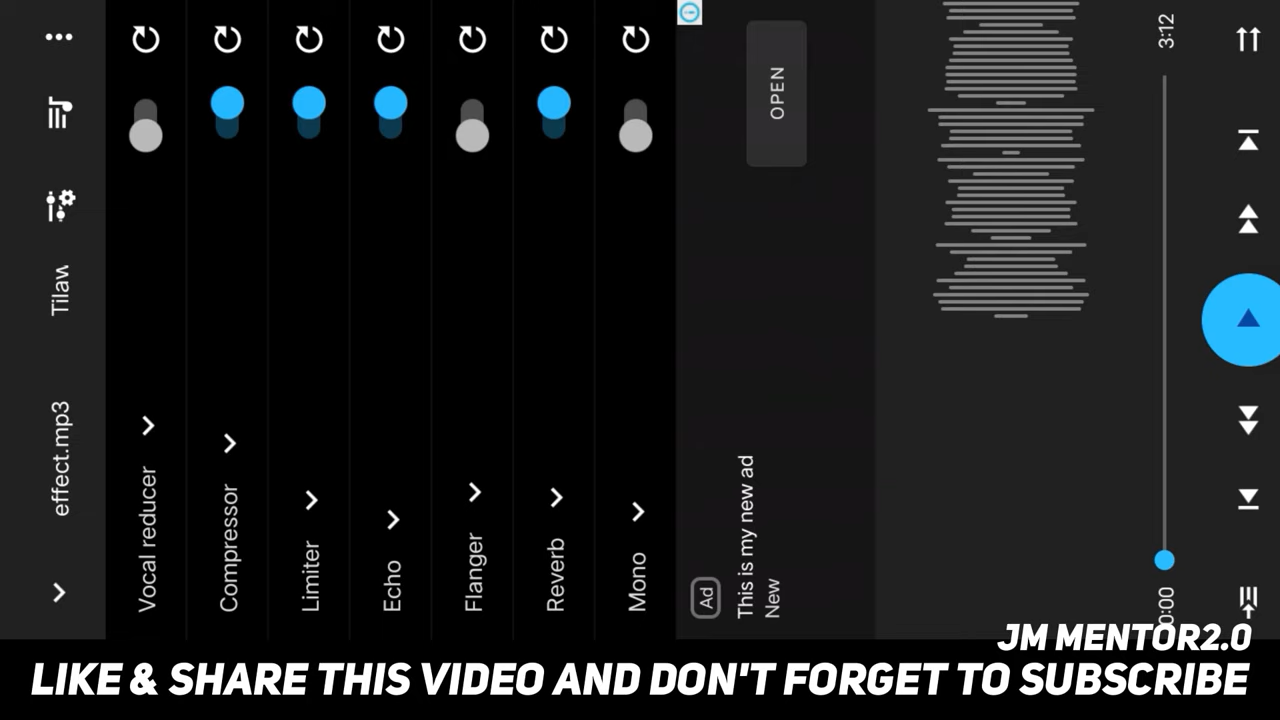 effect.mp3
Tilaw
Vocal reducer
Compressor
Limiter
Echo
Flanger
Reverb
Mono
Ad
This is my new ad
New
OPEN
0:00
3:12
JM MENTOR2.0
LIKE & SHARE THIS VIDEO AND DON'T FORGET TO SUBSCRIBE